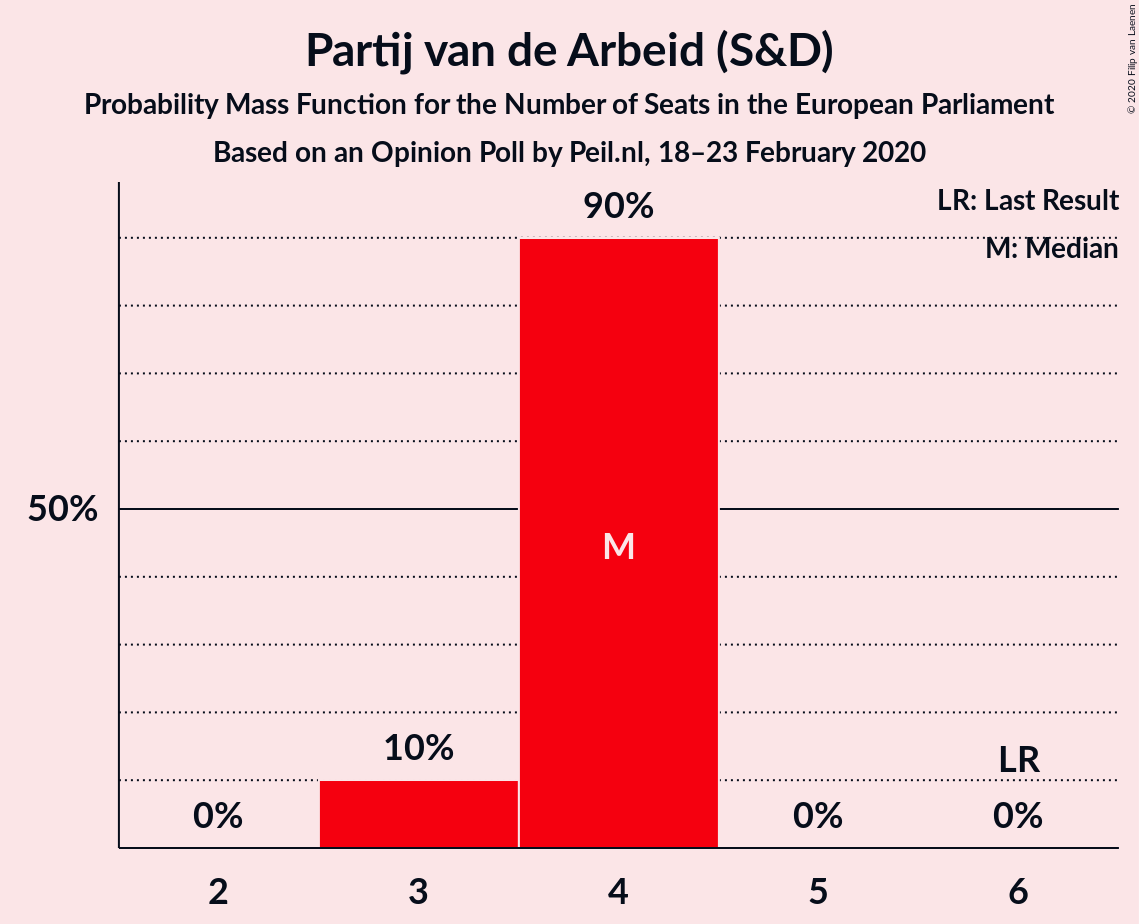 Partij van de Arbeid (S&D)
Probability Mass Function for the Number of Seats in the European Parliament
Based on an Opinion Poll by Peil.nl, 18–23 February 2020
© 2020 Filip van Laenen
LR: Last Result
M: Median
90%
50%
M
10%
LR
0%
0%
0%
2 3 4 5 6